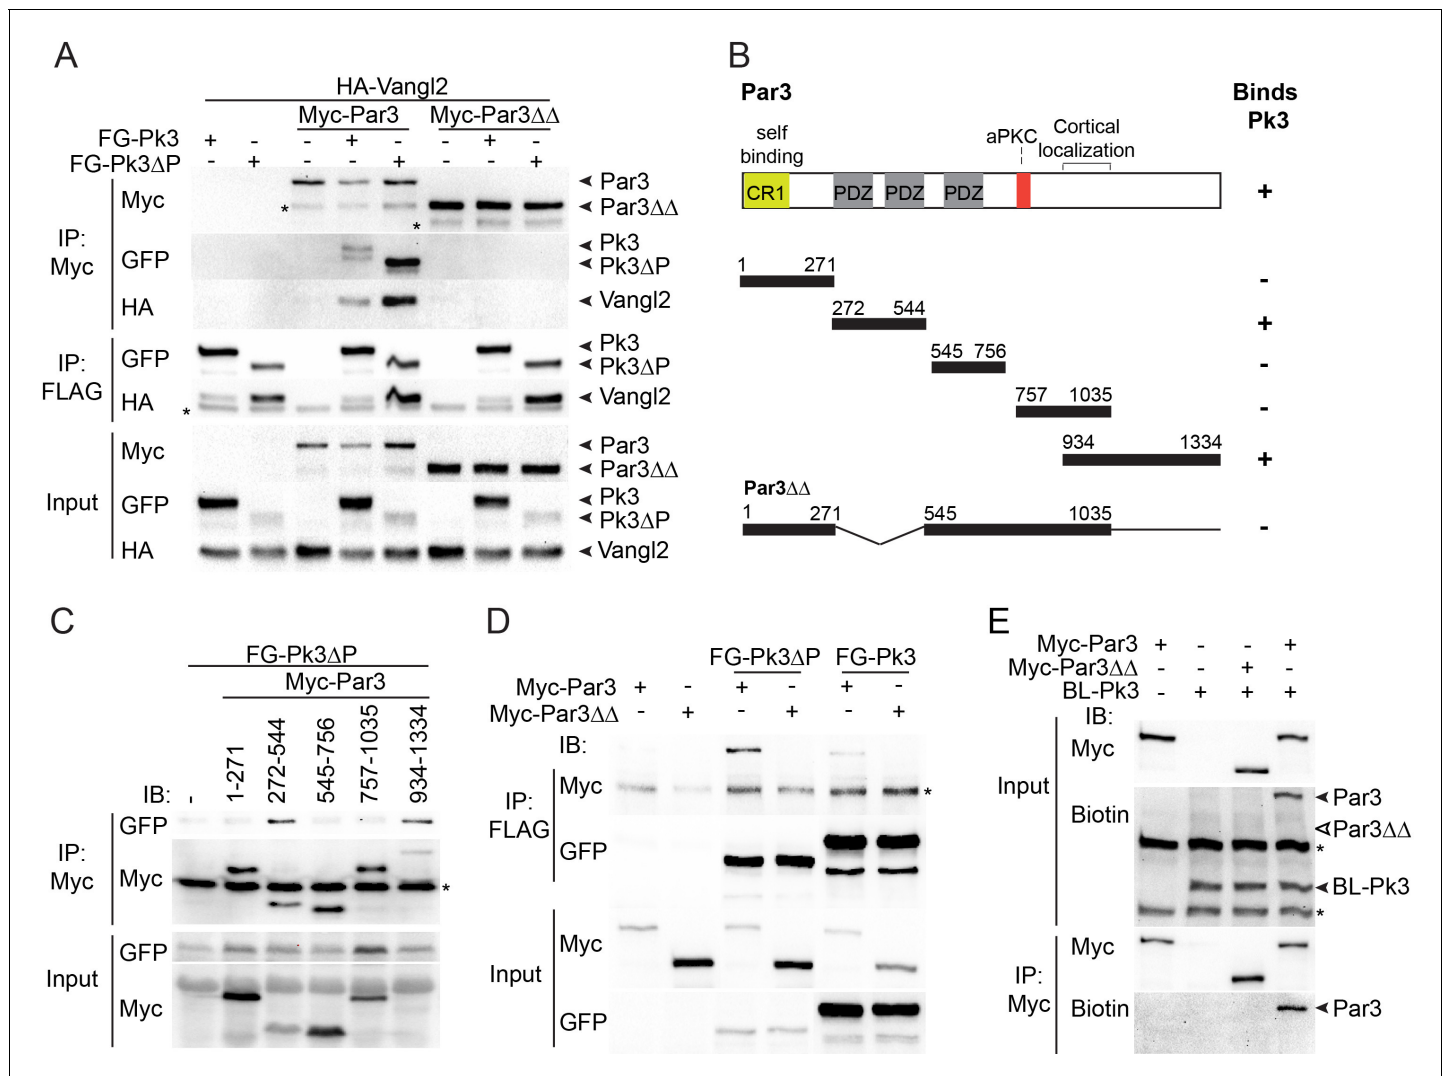 A
HA-Vangl2
Myc-Par3 Myc-Par3ΔΔ
FG-Pk3 + - - + - - + -
FG-Pk3ΔP - + - - + - - +
IP: Myc
Myc
◄ Par3
◄ Par3ΔΔ
*
*
GFP
◄ Pk3
◄ Pk3ΔP
HA
◄ Vangl2
IP: FLAG
GFP
◄ Pk3
◄ Pk3ΔP
HA
◄ Vangl2
*
Input
Myc
◄ Par3
◄ Par3ΔΔ
GFP
◄ Pk3
◄ Pk3ΔP
HA
◄ Vangl2
B
Par3
Binds
Pk3
self
binding
aPKC
Cortical
localization
CR1 PDZ PDZ PDZ +
1 271 -
272 544 +
545 756 -
757 1035 -
934 1334 +
Par3ΔΔ
1 271 545 1035 -
C
FG-Pk3ΔP
Myc-Par3
IB: - 1-271 272-544 545-756 757-1035 934-1334
IP: Myc
GFP
Myc
*
Input
GFP
Myc
D
FG-Pk3ΔP FG-Pk3
Myc-Par3 + - + - + -
Myc-Par3ΔΔ - + - + - +
IB:
IP: FLAG
Myc
*
GFP
Input
Myc
GFP
E
Myc-Par3 + - - +
Myc-Par3ΔΔ - - + -
BL-Pk3 - + + +
IB:
Input
Myc
Biotin
◄ Par3
Par3ΔΔ
*
◄ BL-Pk3
*
IP: Myc
Myc
Biotin
◄ Par3